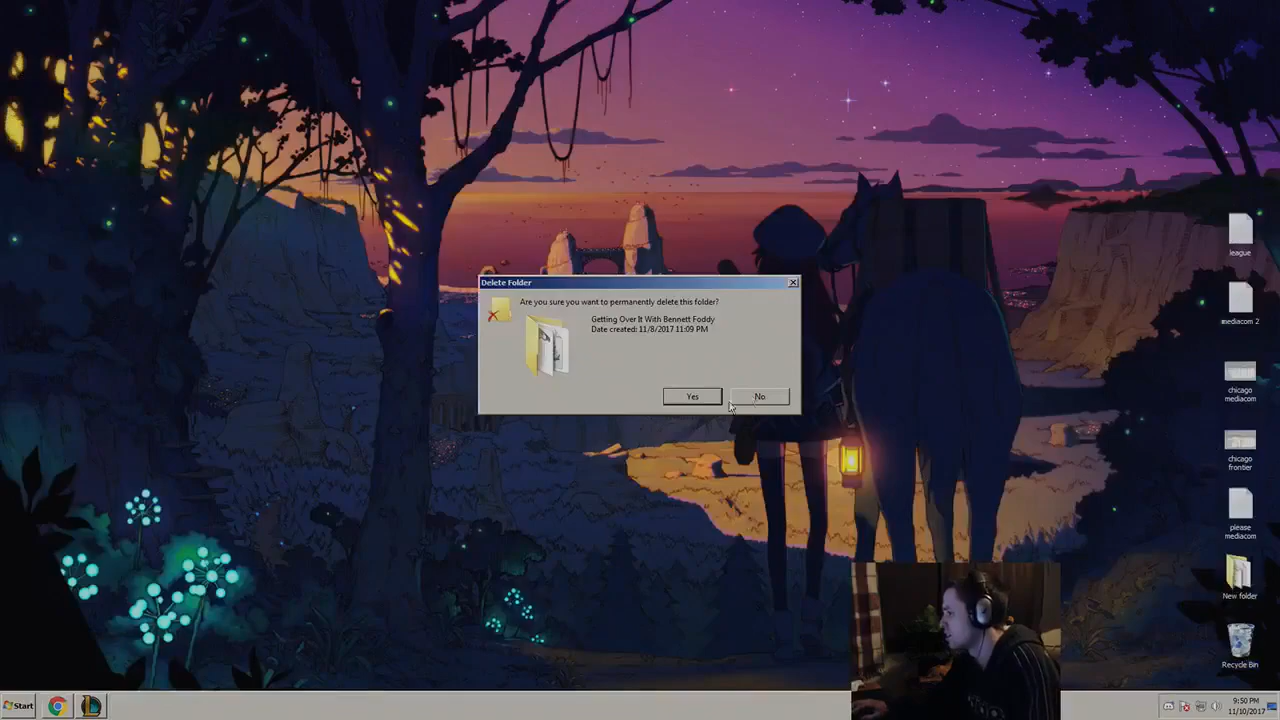 Delete Folder
Are you sure you want to permanently delete this folder?
Getting Over It With Bennett Foddy
Date created: 11/8/2017 11:09 PM
Yes
No
league
mediacom 2
chicago
mediacom
chicago
frontier
please
mediacom
New folder
Recycle Bin
Start
9:50 PM
11/10/2017